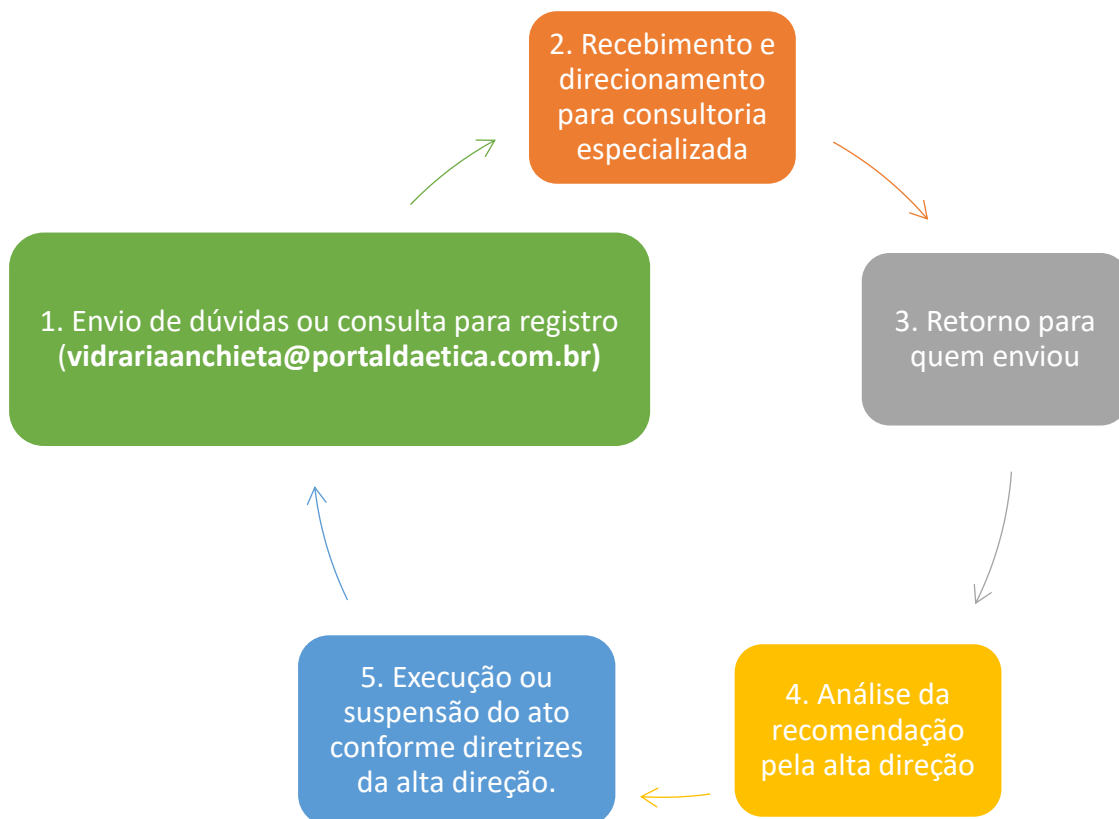 1. Envio de dúvidas ou consulta para registro
(vidrariaanchieta@portaldaetica.com.br)
2. Recebimento e
direcionamento
para consultoria
especializada
3. Retorno para
quem enviou
4. Análise da
recomendação
pela alta direção
5. Execução ou
suspensão do ato
conforme diretrizes
da alta direção.